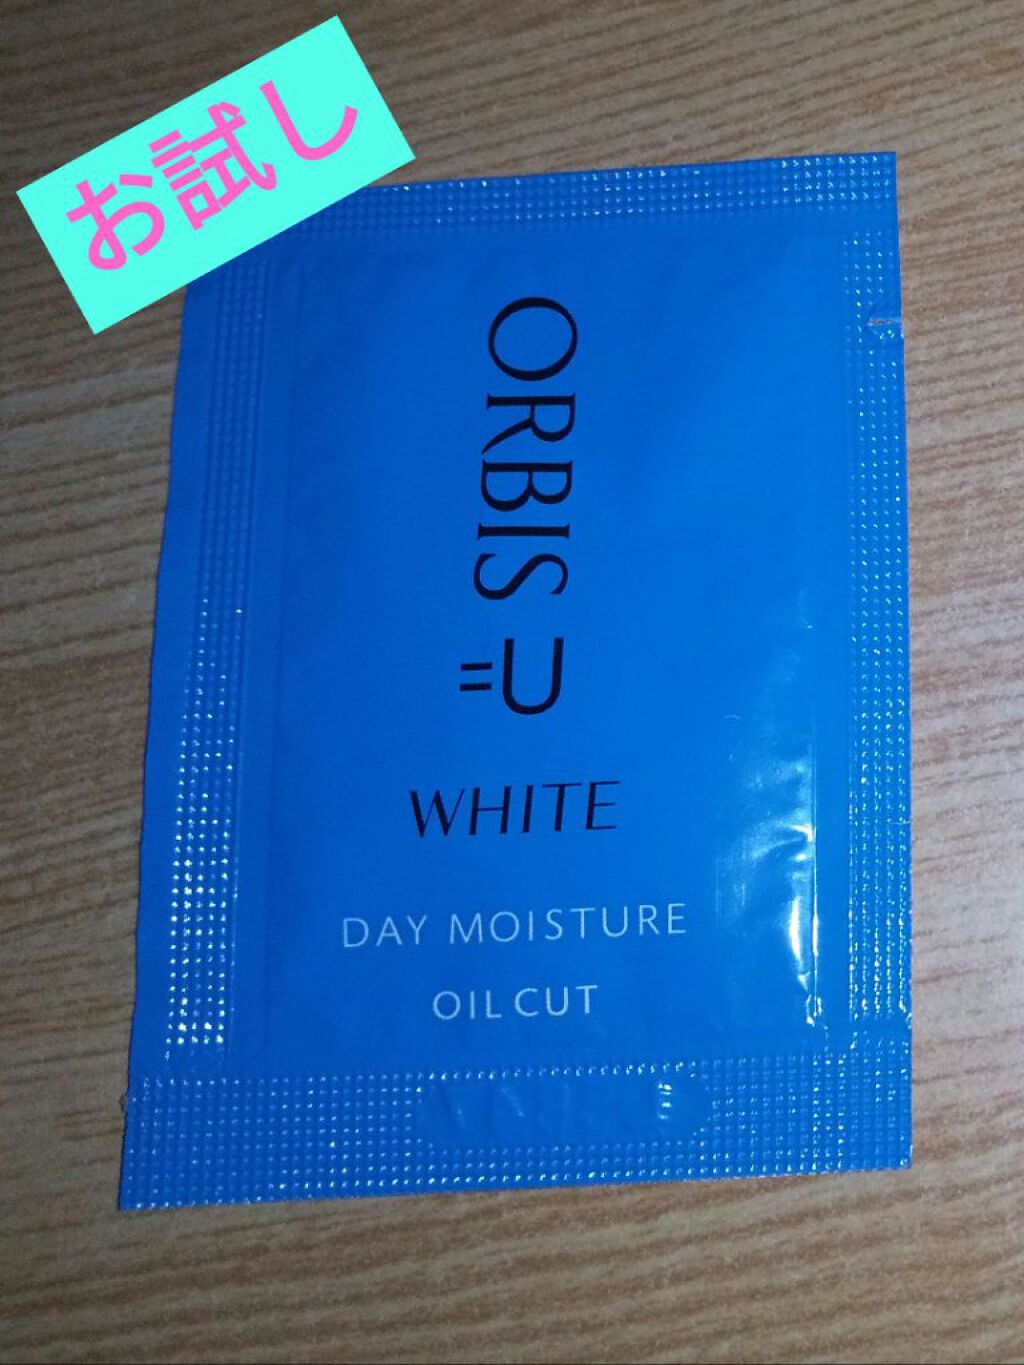 お試し
ORBIS Ü
WHITE
DAY MOISTURE
OIL CUT